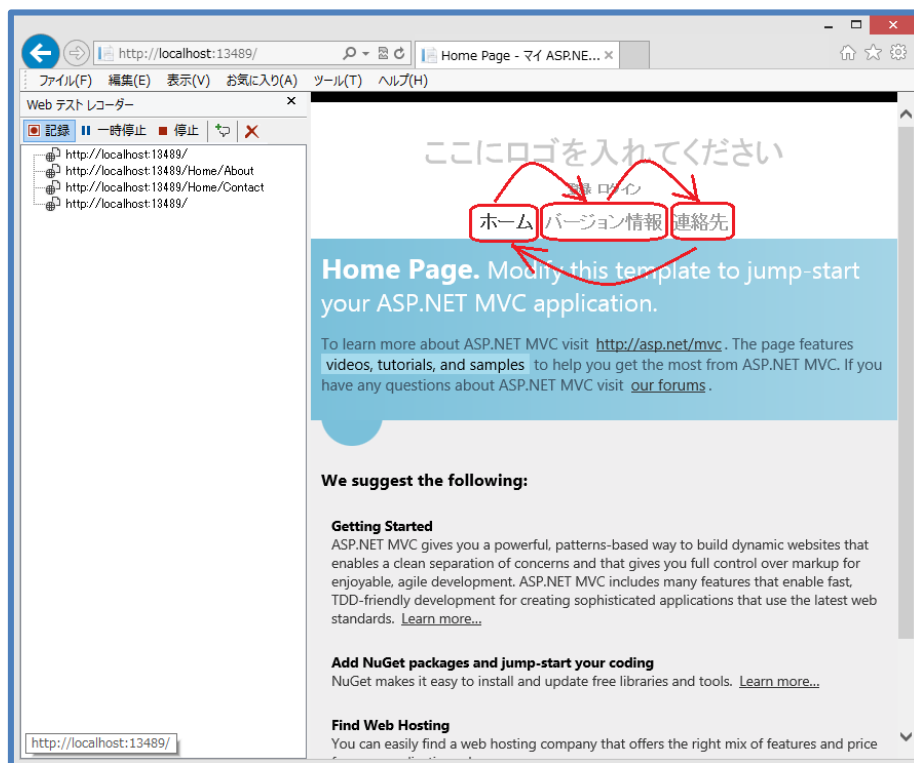 http://localhost:13489/
Home Page - マイ ASP.NE...
ファイル(F) 編集(E) 表示(V) お気に入り(A) ツール(T) ヘルプ(H)
Web テスト レコーダー
記録 一時停止 停止
http://localhost:13489/
http://localhost:13489/Home/About
http://localhost:13489/Home/Contact
http://localhost:13489/
ここにロゴを入れてください
登録 ログイン
ホーム バージョン情報 連絡先
Home Page. Modify this template to jump-start
your ASP.NET MVC application.
To learn more about ASP.NET MVC visit http://asp.net/mvc . The page features
videos, tutorials, and samples to help you get the most from ASP.NET MVC. If you
have any questions about ASP.NET MVC visit our forums .
We suggest the following:
Getting Started
ASP.NET MVC gives you a powerful, patterns-based way to build dynamic websites that
enables a clean separation of concerns and that gives you full control over markup for
enjoyable, agile development. ASP.NET MVC includes many features that enable fast,
TDD-friendly development for creating sophisticated applications that use the latest web
standards. Learn more...
Add NuGet packages and jump-start your coding
NuGet makes it easy to install and update free libraries and tools. Learn more...
Find Web Hosting
You can easily find a web hosting company that offers the right mix of features and price
http://localhost:13489/